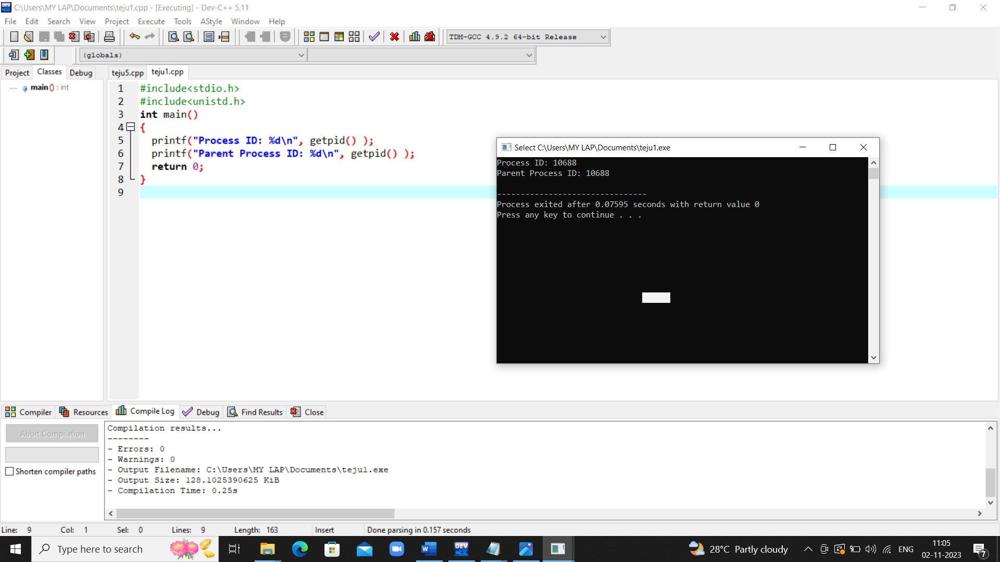 C:\Users\MY LAP\Documents\teju1.cpp - [Executing] - Dev-C++ 5.11
File Edit Search View Project Execute Tools AStyle Window Help
TDM-GCC 4.9.2 64-bit Release
(globals)
Project Classes Debug teju5.cpp teju1.cpp
main () : int
1 #include<stdio.h>
2 #include<unistd.h>
3 int main()
4 {
5 printf("Process ID: %d\n", getpid() );
6 printf("Parent Process ID: %d\n", getpid() );
7 return 0;
8 }
9
Select C:\Users\MY LAP\Documents\teju1.exe
Process ID: 10688
Parent Process ID: 10688
--------------------------------
Process exited after 0.07595 seconds with return value 0
Press any key to continue . . .
Compiler Resources Compile Log Debug Find Results Close
Abort Compilation
Shorten compiler paths
Compilation results...
--------
- Errors: 0
- Warnings: 0
- Output Filename: C:\Users\MY LAP\Documents\teju1.exe
- Output Size: 128.1025390625 KiB
- Compilation Time: 0.25s
Line: 9 Col: 1 Sel: 0 Lines: 9 Length: 163 Insert Done parsing in 0.157 seconds
Type here to search
DEV C++
28°C Partly cloudy
ENG
11:05
02-11-2023
7